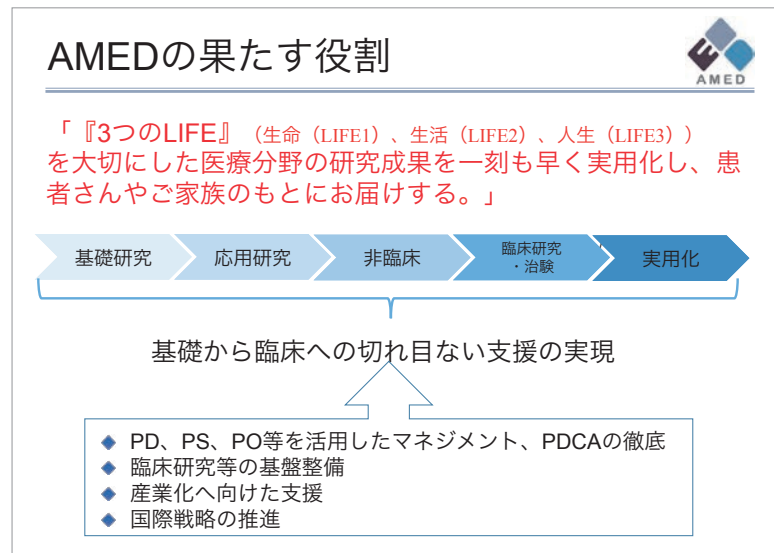 AMEDの果たす役割
AMED
「『3つのLIFE』（生命（LIFE1）、生活（LIFE2）、人生（LIFE3））
を大切にした医療分野の研究成果を一刻も早く実用化し、患
者さんやご家族のもとにお届けする。」
基礎研究
応用研究
非臨床
臨床研究
・治験
実用化
基礎から臨床への切れ目ない支援の実現
◆ PD、PS、PO等を活用したマネジメント、PDCAの徹底
◆ 臨床研究等の基盤整備
◆ 産業化へ向けた支援
◆ 国際戦略の推進